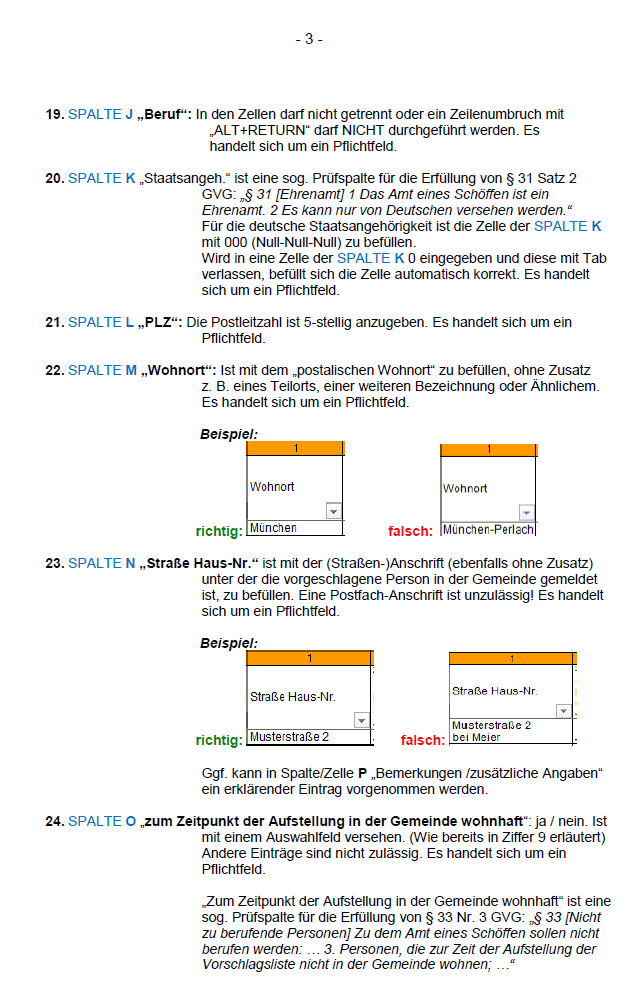 - 3 -
19. SPALTE J „Beruf“: In den Zellen darf nicht getrennt oder ein Zeilenumbruch mit
„ALT+RETURN“ darf NICHT durchgeführt werden. Es
handelt sich um ein Pflichtfeld.
20. SPALTE K „Staatsangeh.“ ist eine sog. Prüfspalte für die Erfüllung von § 31 Satz 2
GVG: „§ 31 [Ehrenamt] 1 Das Amt eines Schöffen ist ein
Ehrenamt. 2 Es kann nur von Deutschen versehen werden.“
Für die deutsche Staatsangehörigkeit ist die Zelle der SPALTE K
mit 000 (Null-Null-Null) zu befüllen.
Wird in eine Zelle der SPALTE K 0 eingegeben und diese mit Tab
verlassen, befüllt sich die Zelle automatisch korrekt. Es handelt
sich um ein Pflichtfeld.
21. SPALTE L „PLZ“: Die Postleitzahl ist 5-stellig anzugeben. Es handelt sich um ein
Pflichtfeld.
22. SPALTE M „Wohnort“: Ist mit dem „postalischen Wohnort“ zu befüllen, ohne Zusatz
z. B. eines Teilorts, einer weiteren Bezeichnung oder Ähnlichem.
Es handelt sich um ein Pflichtfeld.
Beispiel:
1 1
Wohnort Wohnort
richtig: München falsch: München-Perlach
23. SPALTE N „Straße Haus-Nr.“ ist mit der (Straßen-)Anschrift (ebenfalls ohne Zusatz)
unter der die vorgeschlagene Person in der Gemeinde gemeldet
ist, zu befüllen. Eine Postfach-Anschrift ist unzulässig! Es handelt
sich um ein Pflichtfeld.
Beispiel:
1 1
Straße Haus-Nr. Straße Haus-Nr.
richtig: Musterstraße 2 falsch: Musterstraße 2
bei Meier
Ggf. kann in Spalte/Zelle P „Bemerkungen /zusätzliche Angaben“
ein erklärender Eintrag vorgenommen werden.
24. SPALTE O „zum Zeitpunkt der Aufstellung in der Gemeinde wohnhaft“: ja / nein. Ist
mit einem Auswahlfeld versehen. (Wie bereits in Ziffer 9 erläutert)
Andere Einträge sind nicht zulässig. Es handelt sich um ein
Pflichtfeld.
„Zum Zeitpunkt der Aufstellung in der Gemeinde wohnhaft“ ist eine
sog. Prüfspalte für die Erfüllung von § 33 Nr. 3 GVG: „§ 33 [Nicht
zu berufende Personen] Zu dem Amt eines Schöffen sollen nicht
berufen werden: … 3. Personen, die zur Zeit der Aufstellung der
Vorschlagsliste nicht in der Gemeinde wohnen; …“